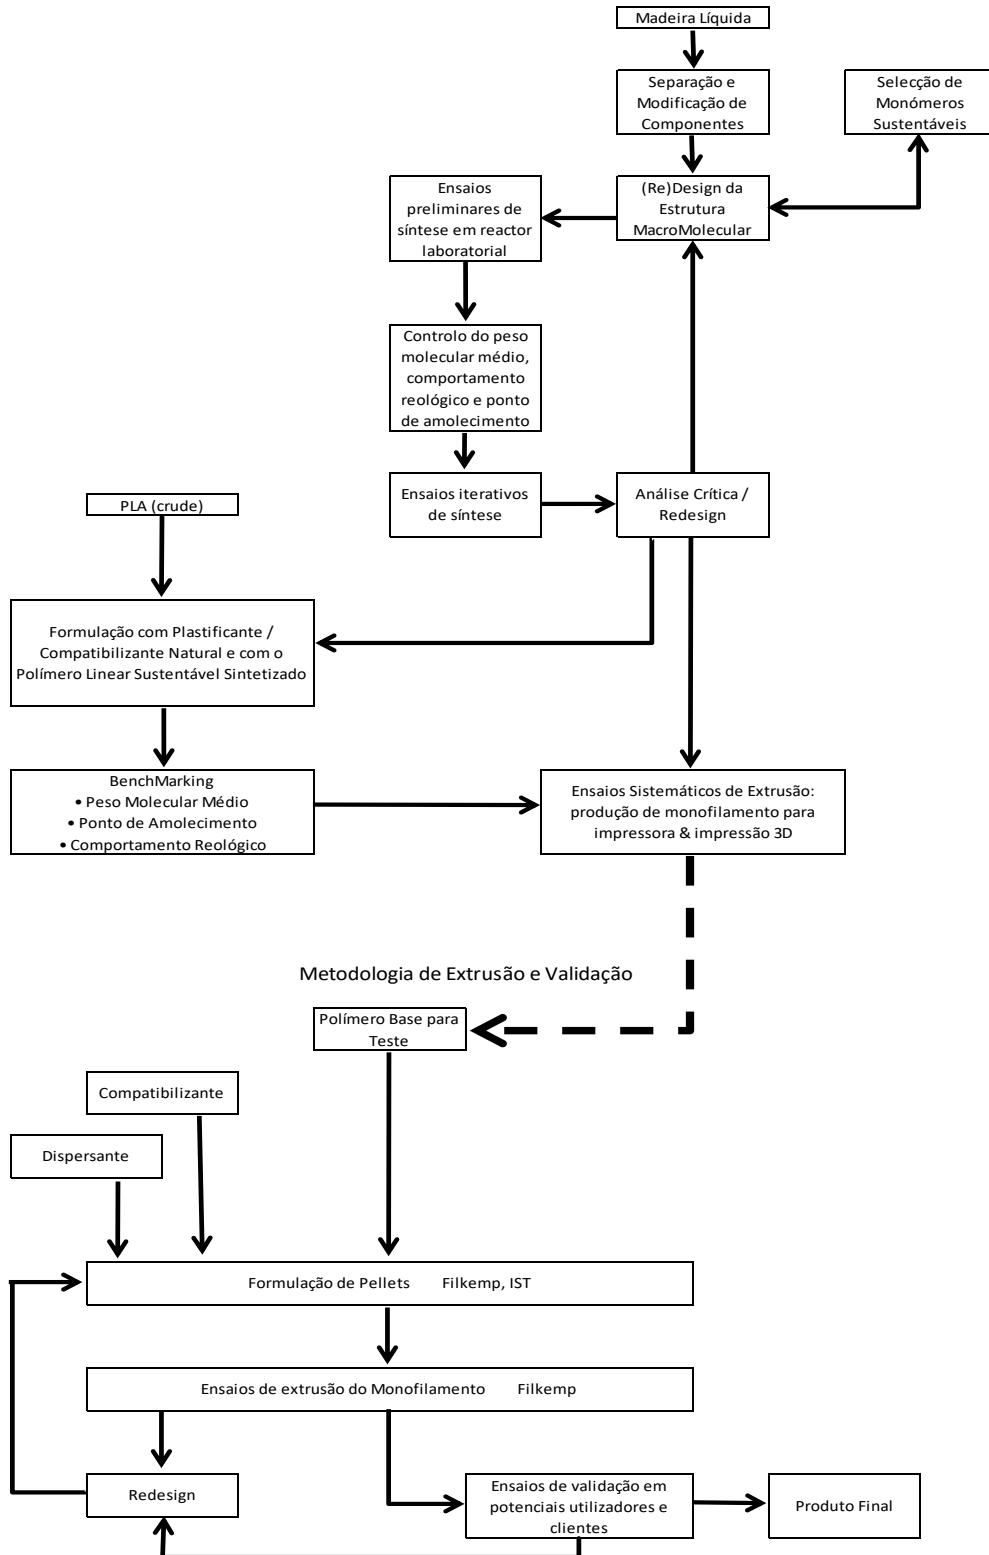 Madeira Líquida
Separação e
Modificação de
Componentes
Selecção de
Monómeros
Sustentáveis
(Re)Design da
Estrutura
MacroMolecular
Ensaios
preliminares de
síntese em reactor
laboratorial
Controlo do peso
molecular médio,
comportamento
reológico e ponto
de amolecimento
Ensaios iterativos
de síntese
Análise Crítica /
Redesign
PLA (crude)
Formulação com Plastificante /
Compatibilizante Natural e com o
Polímero Linear Sustentável Sintetizado
BenchMarking
• Peso Molecular Médio
• Ponto de Amolecimento
• Comportamento Reológico
Ensaios Sistemáticos de Extrusão:
produção de monofilamento para
impressora & impressão 3D
Metodologia de Extrusão e Validação
Polímero Base para
Teste
Compatibilizante
Dispersante
Formulação de Pellets Filkemp, IST
Ensaios de extrusão do Monofilamento Filkemp
Redesign
Ensaios de validação em
potenciais utilizadores e
clientes
Produto Final